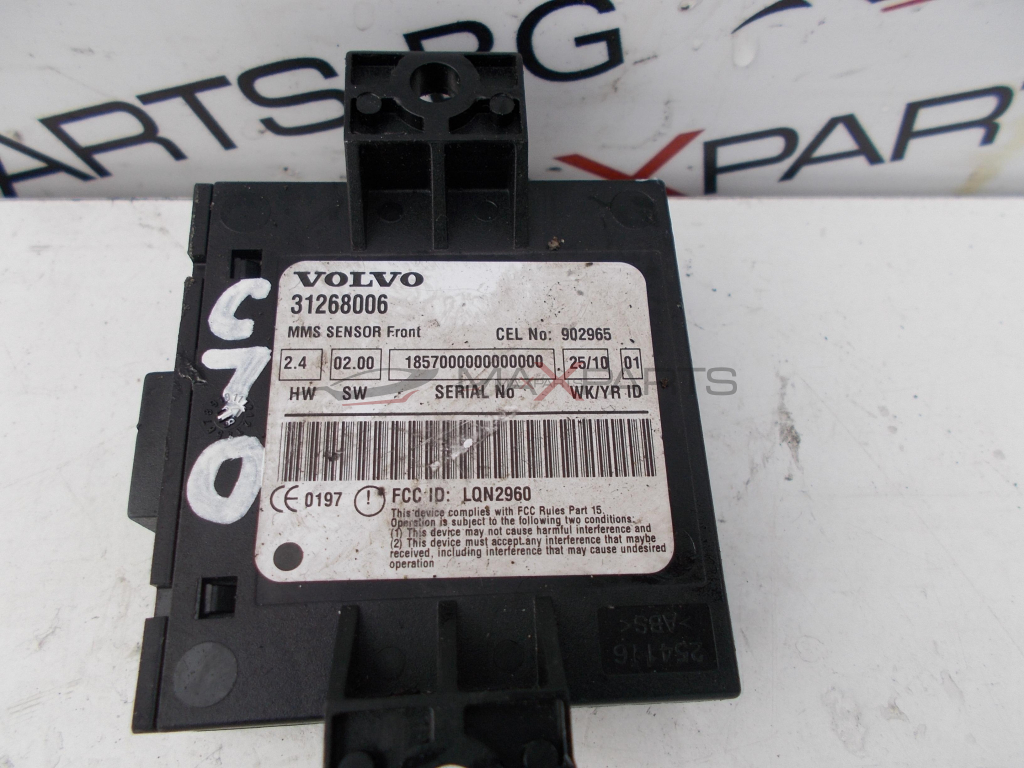 PARTS.BG
XPART
VOLVO
31268006
MMS SENSOR Front CEL No: 902965
2.4 02.00 1857000000000000 25/10 01
HW SW SERIAL No WK/YR ID
MAXPARTS
CE 0197 FCC ID: LQN2960
This device complies with FCC Rules Part 15.
Operation is subject to the following two conditions:
(1) This device may not cause harmful interference and
(2) This device must accept any interference that maybe
received, including interference that may cause undesired
operation
C70
254116
>ABS<